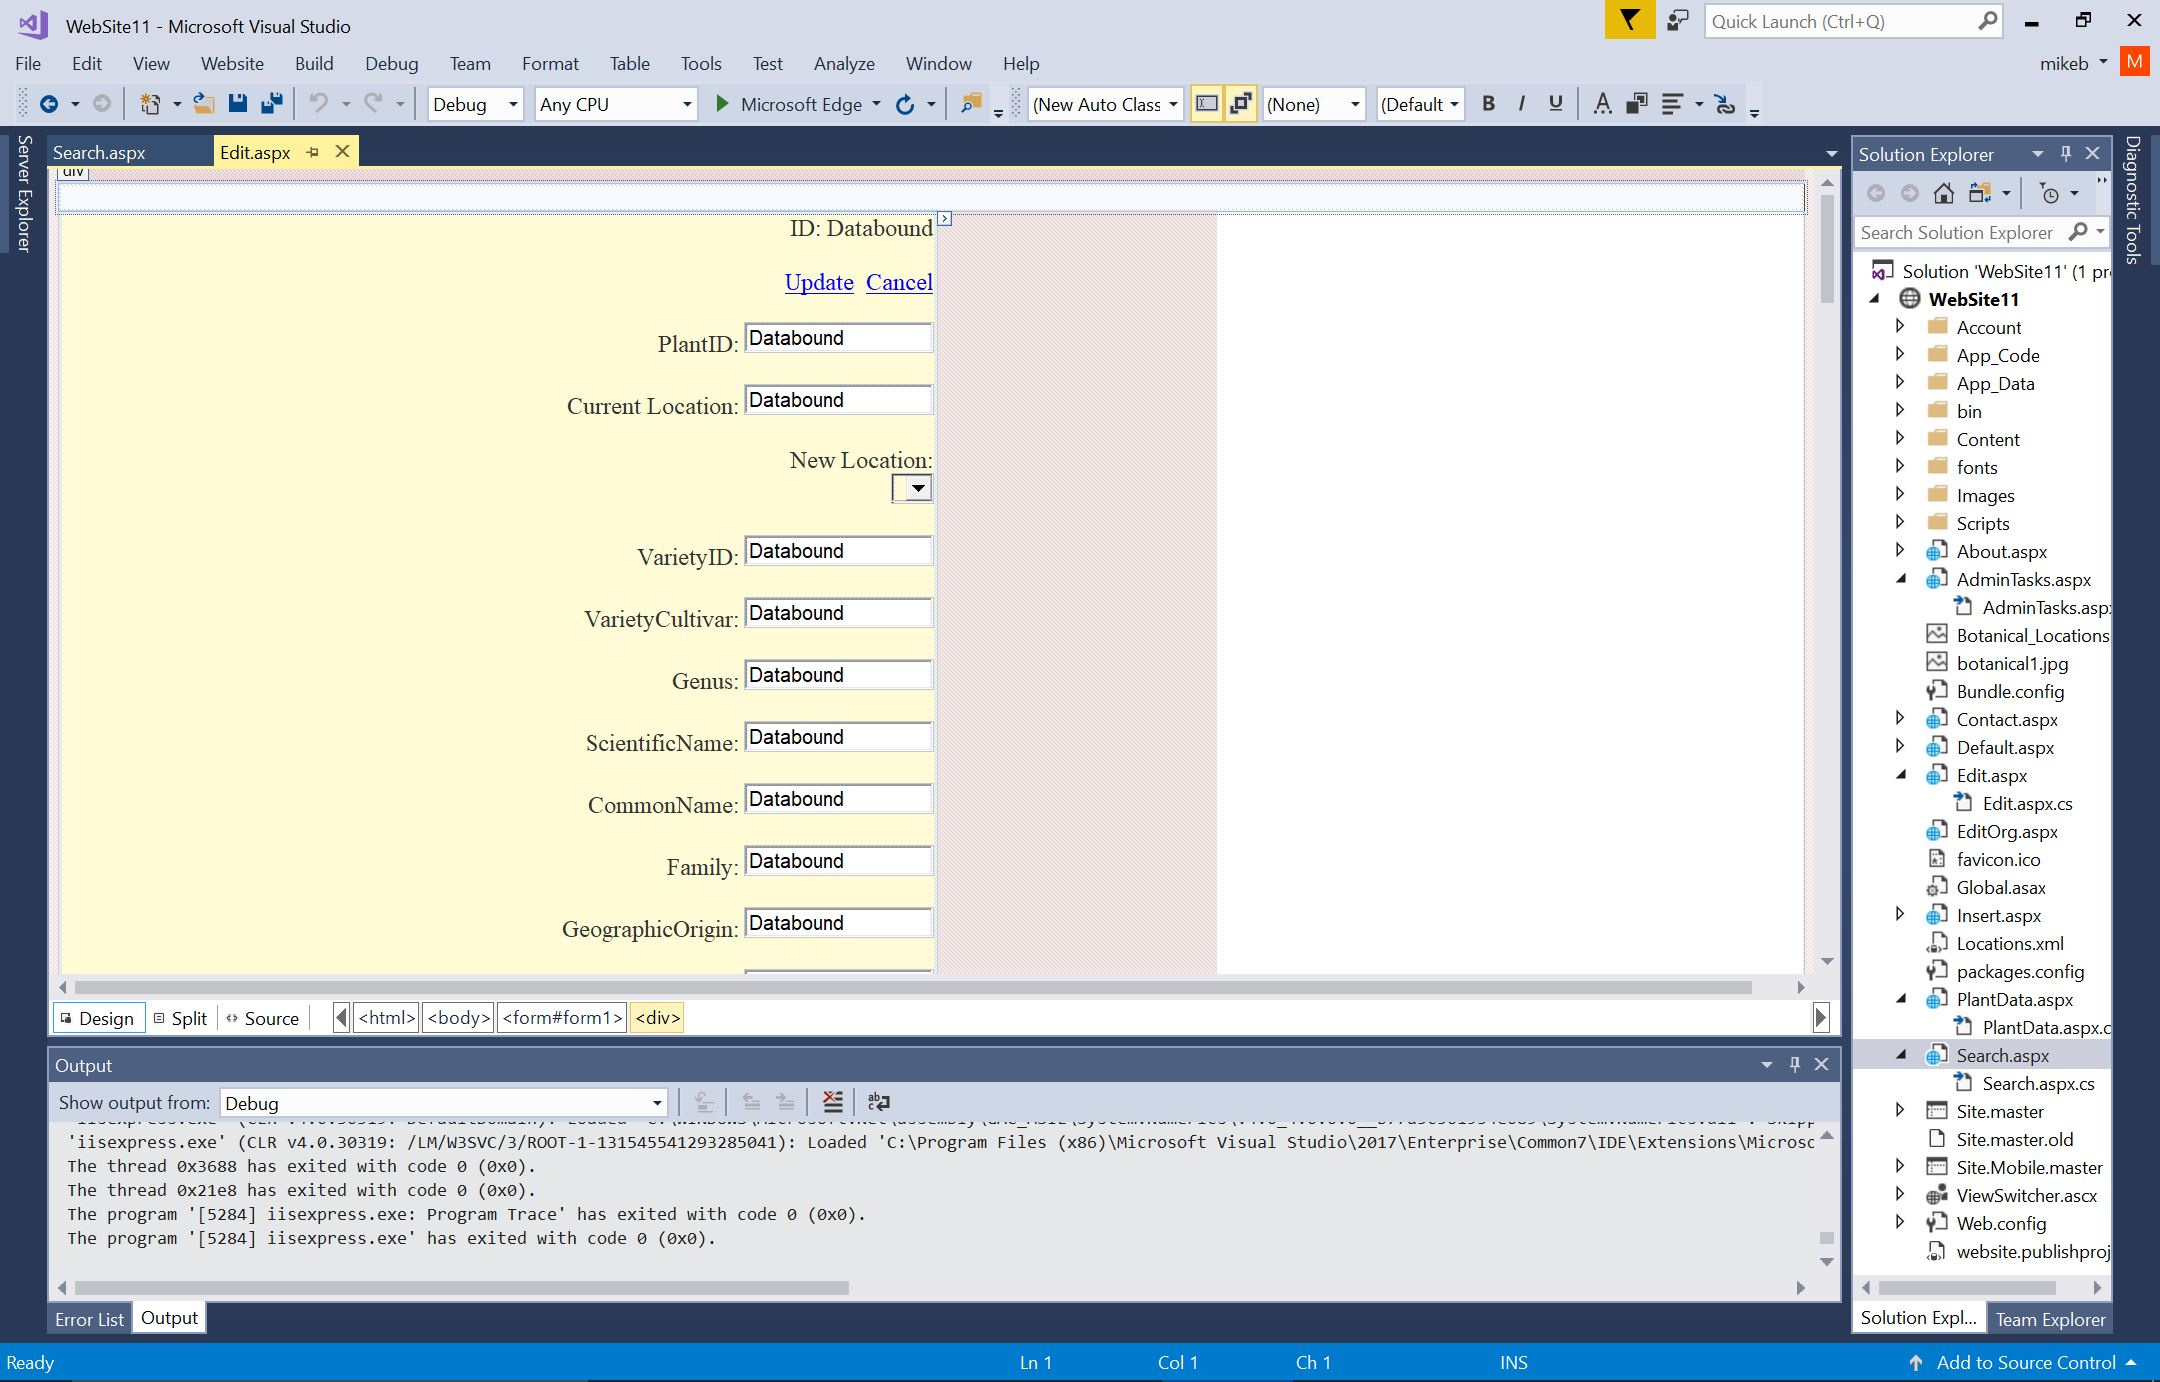 WebSite11 - Microsoft Visual Studio
Quick Launch (Ctrl+Q)
File Edit View Website Build Debug Team Format Table Tools Test Analyze Window Help
mikeb M
Debug Any CPU Microsoft Edge (New Auto Class (None) (Default B I U A
Server Explorer
Search.aspx Edit.aspx
div
ID: Databound
Update Cancel
PlantID: Databound
Current Location: Databound
New Location:
VarietyID: Databound
VarietyCultivar: Databound
Genus: Databound
ScientificName: Databound
CommonName: Databound
Family: Databound
GeographicOrigin: Databound
Design Split Source <html> <body> <form#form1> <div>
Output
Show output from: Debug
'iisexpress.exe' (CLR v4.0.30319: /LM/W3SVC/3/ROOT-1-131545541293285041): Loaded 'C:\Program Files (x86)\Microsoft Visual Studio\2017\Enterprise\Common7\IDE\Extensions\Microso
The thread 0x3688 has exited with code 0 (0x0).
The thread 0x21e8 has exited with code 0 (0x0).
The program '[5284] iisexpress.exe: Program Trace' has exited with code 0 (0x0).
The program '[5284] iisexpress.exe' has exited with code 0 (0x0).
Error List Output
Solution Explorer
Search Solution Explorer
Solution 'WebSite11' (1 pr
WebSite11
Account
App_Code
App_Data
bin
Content
fonts
Images
Scripts
About.aspx
AdminTasks.aspx
AdminTasks.asp
Botanical_Locations
botanical1.jpg
Bundle.config
Contact.aspx
Default.aspx
Edit.aspx
Edit.aspx.cs
EditOrg.aspx
favicon.ico
Global.asax
Insert.aspx
Locations.xml
packages.config
PlantData.aspx
PlantData.aspx.c
Search.aspx
Search.aspx.cs
Site.master
Site.master.old
Site.Mobile.master
ViewSwitcher.ascx
Web.config
website.publishproj
Solution Expl... Team Explorer
Diagnostic Tools
Ready Ln 1 Col 1 Ch 1 INS Add to Source Control